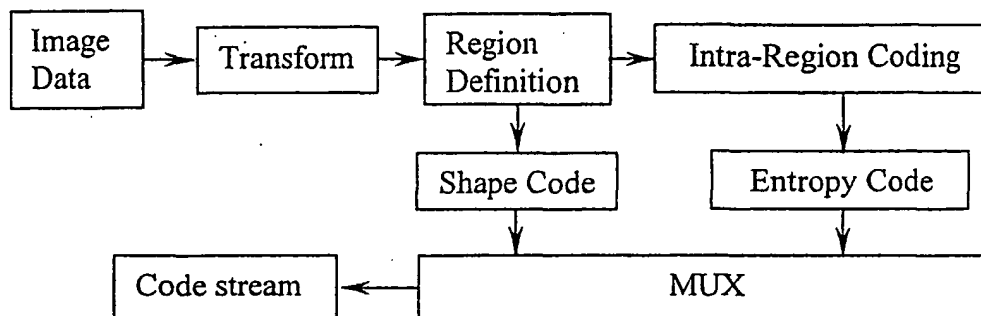 Image
Data
Transform
Region
Definition
Intra-Region Coding
Shape Code
Entropy Code
Code stream
MUX